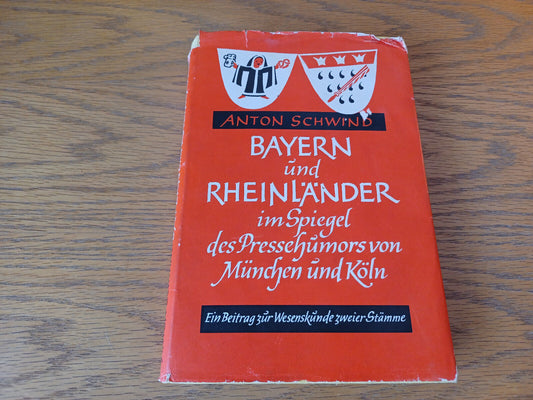 ANTON SCHWIND
BAYERN
und
RHEINLÄNDER
im Spiegel
des Pressehumors von
München und Köln
Ein Beitrag zur Wesenskunde zweier Stämme